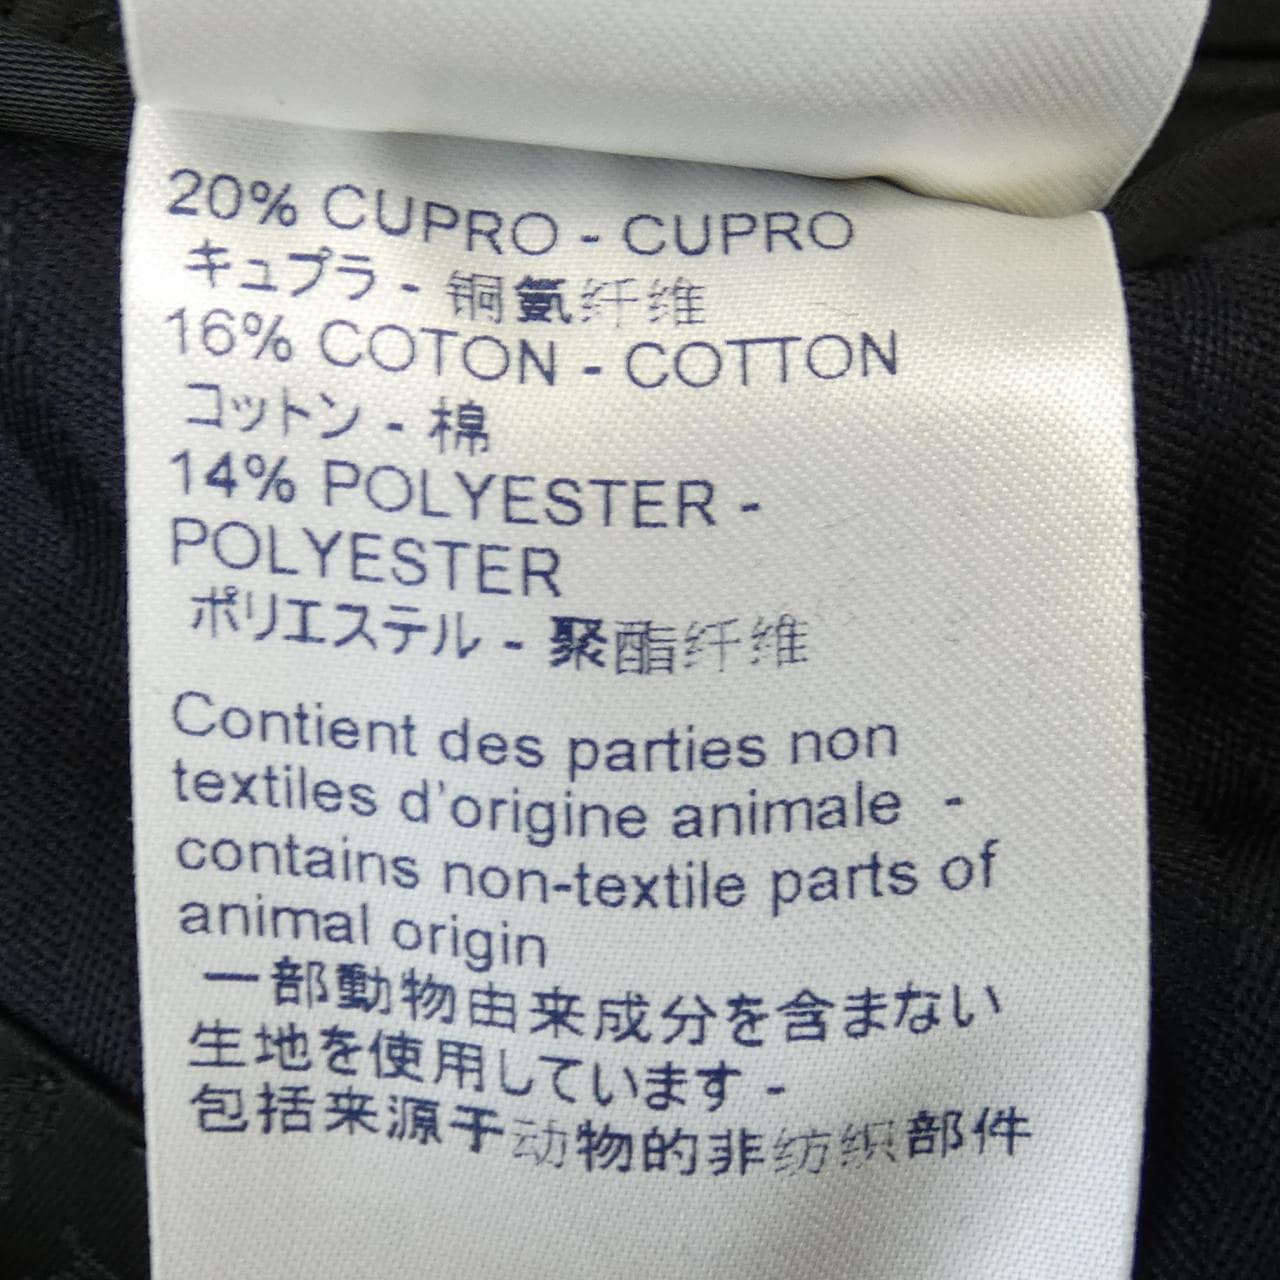 20% CUPRO - CUPRO
キュプラ - 铜氨纤维
16% COTON - COTTON
コットン - 棉
14% POLYESTER -
POLYESTER
ポリエステル - 聚酯纤维
Contient des parties non
textiles d'origine animale -
contains non-textile parts of
animal origin
一部動物由来成分を含まない
生地を使用しています -
包括来源于动物的非纺织部件